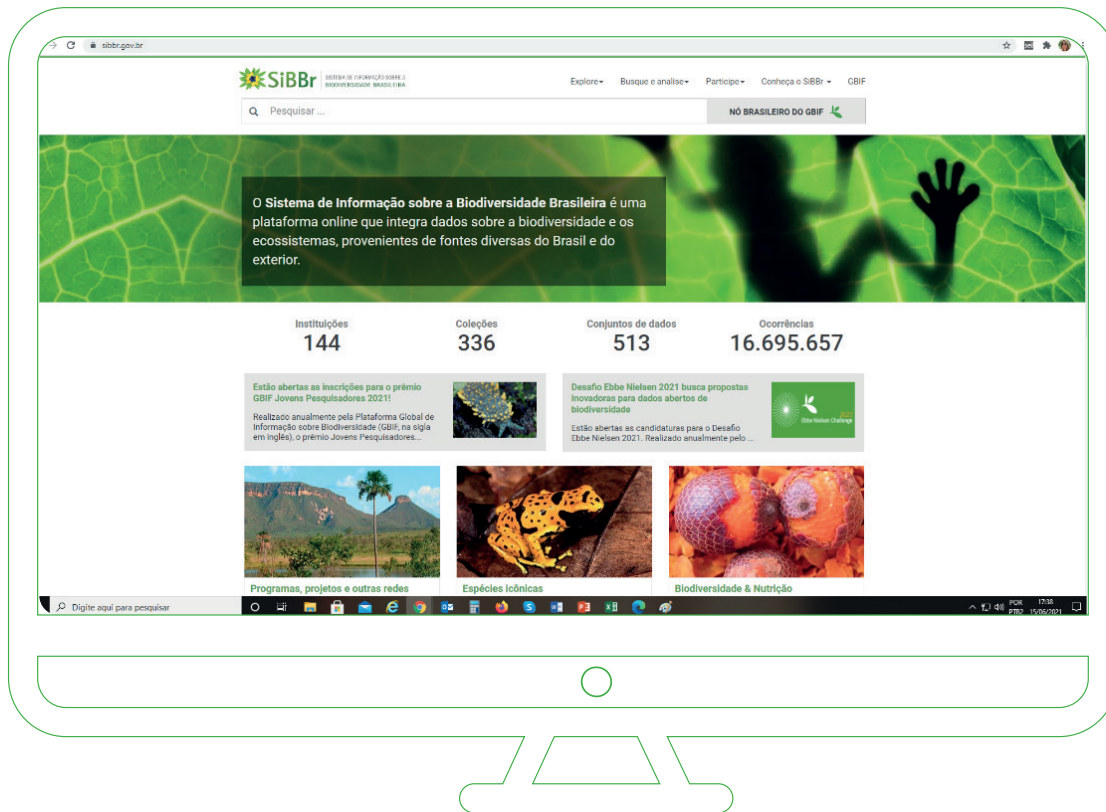 sibbr.gov.br
SiBBr
SISTEMA DE INFORMAÇÃO SOBRE A
BIODIVERSIDADE BRASILEIRA
Explore Busque e analise Participe Conheça o SiBBr GBIF
Pesquisar ...
NÓ BRASILEIRO DO GBIF
O Sistema de Informação sobre a Biodiversidade Brasileira é uma
plataforma online que integra dados sobre a biodiversidade e os
ecossistemas, provenientes de fontes diversas do Brasil e do
exterior.
Instituições Coleções Conjuntos de dados Ocorrências
144 336 513 16.695.657
Estão abertas as inscrições para o prêmio
GBIF Jovens Pesquisadores 2021!
Realizado anualmente pela Plataforma Global de
Informação sobre Biodiversidade (GBIF, na sigla
em inglês), o prêmio Jovens Pesquisadores...
Desafio Ebbe Nielsen 2021 busca propostas
inovadoras para dados abertos de
biodiversidade
Estão abertas as candidaturas para o Desafio
Ebbe Nielsen 2021. Realizado anualmente pelo ...
2021
Ebbe Nielsen Challenge
Programas, projetos e outras redes
Espécies icônicas
Biodiversidade & Nutrição
Digite aqui para pesquisar
POR 17:38
PTB2 15/06/2021